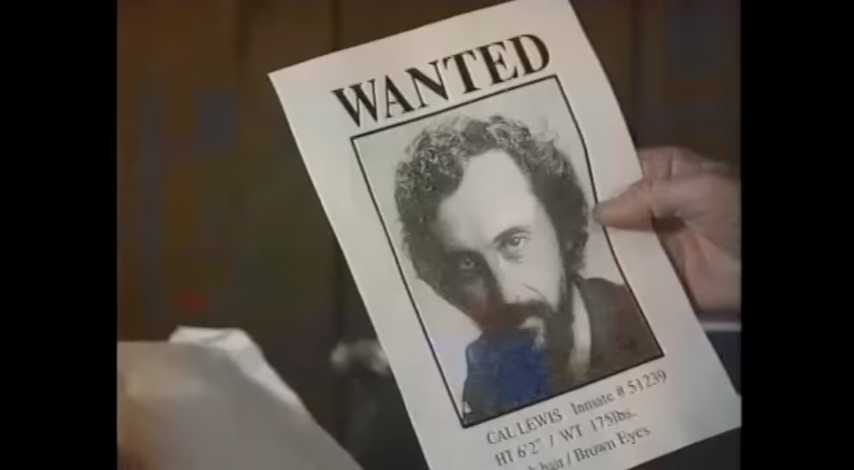 WANTED
CAL LEWIS Inmate # 51239
HT 6'2" / WT 175lbs.
hair / Brown Eyes